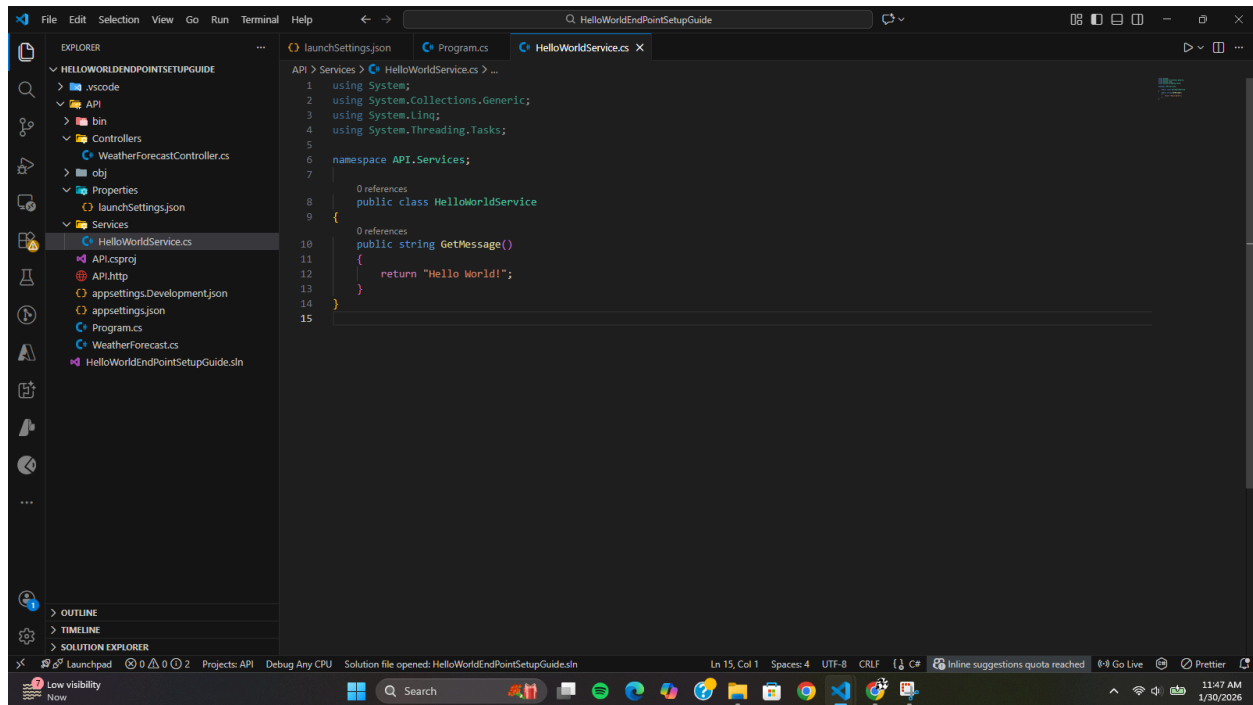 File Edit Selection View Go Run Terminal Help
HelloWorldEndPointSetupGuide
EXPLORER
HELLOWORLDENDPOINTSETUPGUIDE
.vscode
API
bin
Controllers
WeatherForecastController.cs
obj
Properties
launchSettings.json
Services
HelloWorldService.cs
API.csproj
API.http
appsettings.Development.json
appsettings.json
Program.cs
WeatherForecast.cs
HelloWorldEndPointSetupGuide.sln
OUTLINE
TIMELINE
SOLUTION EXPLORER
launchSettings.json Program.cs HelloWorldService.cs
API > Services > HelloWorldService.cs > ...
1 using System;
2 using System.Collections.Generic;
3 using System.Linq;
4 using System.Threading.Tasks;
5
6 namespace API.Services;
7
0 references
8 public class HelloWorldService
9 {
0 references
10 public string GetMessage()
11 {
12 return "Hello World!";
13 }
14 }
15
1
Launchpad 0 0 2 Projects: API Debug Any CPU Solution file opened: HelloWorldEndPointSetupGuide.sln Ln 15, Col 1 Spaces: 4 UTF-8 CRLF C# Inline suggestions quota reached Go Live Prettier
7 Low visibility
Now
Search
11:47 AM
1/30/2026